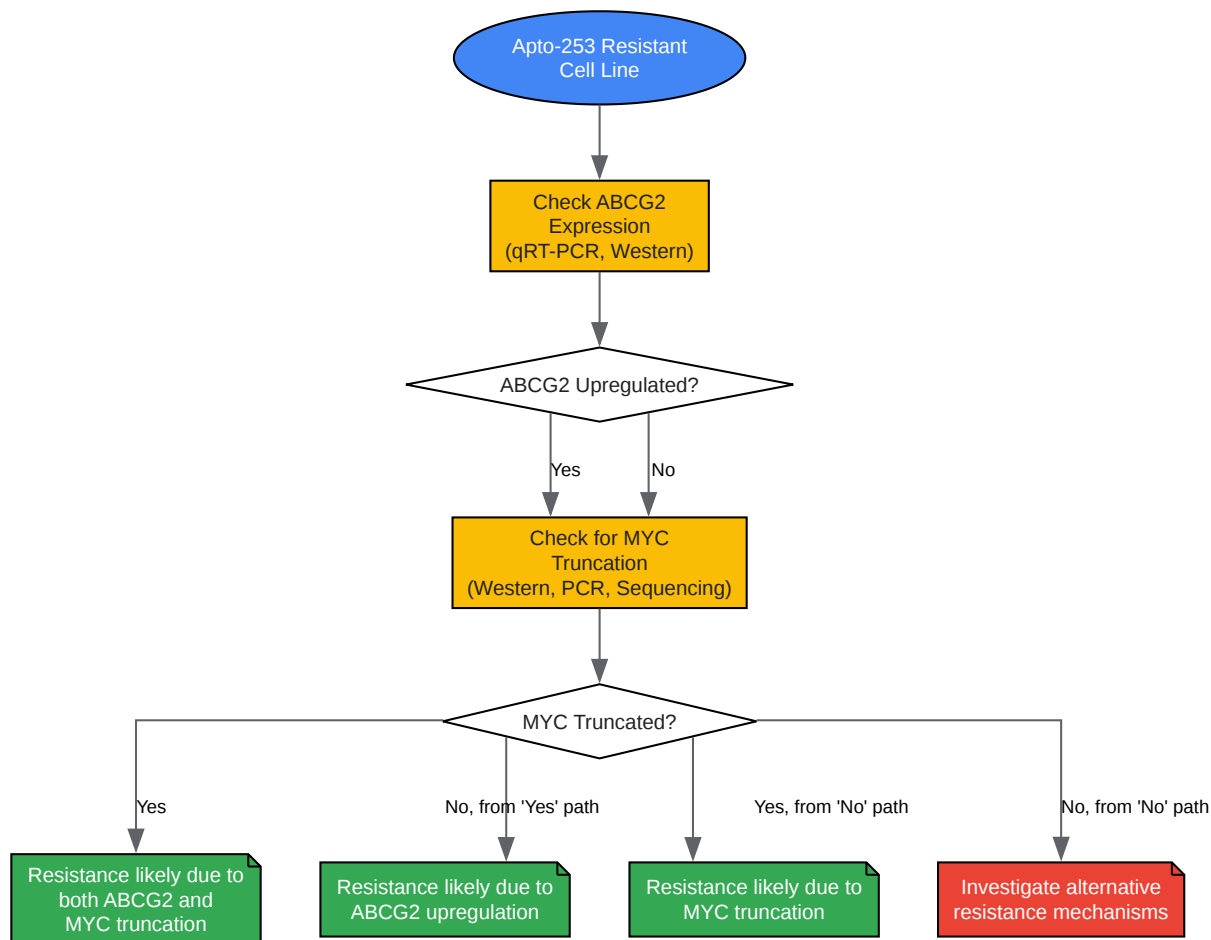 Apto-253 Resistant
Cell Line
Check ABCG2
Expression
(qRT-PCR, Western)
ABCG2 Upregulated?
Yes
No
Check for MYC
Truncation
(Western, PCR, Sequencing)
MYC Truncated?
Yes
No, from 'Yes' path
Yes, from 'No' path
No, from 'No' path
Resistance likely due to
both ABCG2 and
MYC truncation
Resistance likely due to
ABCG2 upregulation
Resistance likely due to
MYC truncation
Investigate alternative
resistance mechanisms